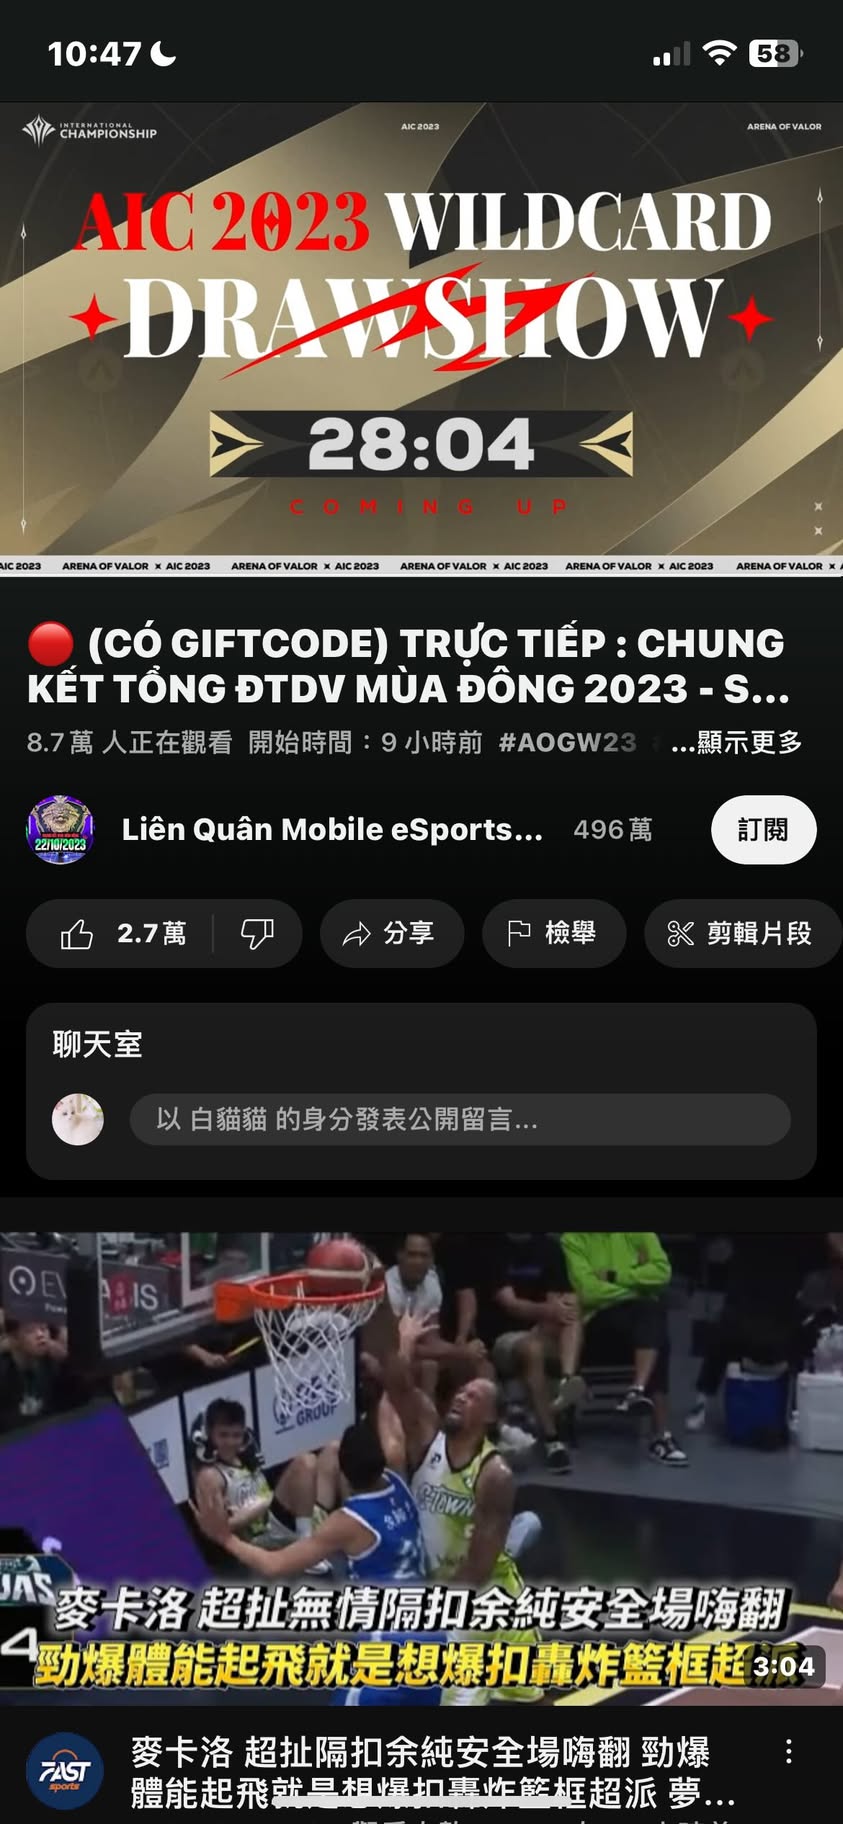 10:47
58
INTERNATIONAL
CHAMPIONSHIP
AIC 2023
ARENA OF VALOR
AIC 2023 WILDCARD
DRAWSHOW
28:04
COMING UP
AIC 2023 ARENA OF VALOR × AIC 2023 ARENA OF VALOR × AIC 2023 ARENA OF VALOR × AIC 2023 ARENA OF VALOR × AIC 2023 ARENA OF VALOR ×
🔴 (CÓ GIFTCODE) TRỰC TIẾP : CHUNG
KẾT TỔNG ĐTDV MÙA ĐÔNG 2023 - S...
8.7 萬 人正在觀看 開始時間：9 小時前 #AOGW23 ...顯示更多
22/10/2023
Liên Quân Mobile eSports... 496 萬
訂閱
2.7 萬
分享
檢舉
剪輯片段
聊天室
以 白貓貓 的身分發表公開留言...
GROUP
麥卡洛 超扯無情隔扣余純安全場嗨翻
4
勁爆體能起飛就是想爆扣轟炸籃框超派
3:04
FAST
sports
麥卡洛 超扯隔扣余純安全場嗨翻 勁爆
體能起飛就是想爆扣轟炸籃框超派 夢...